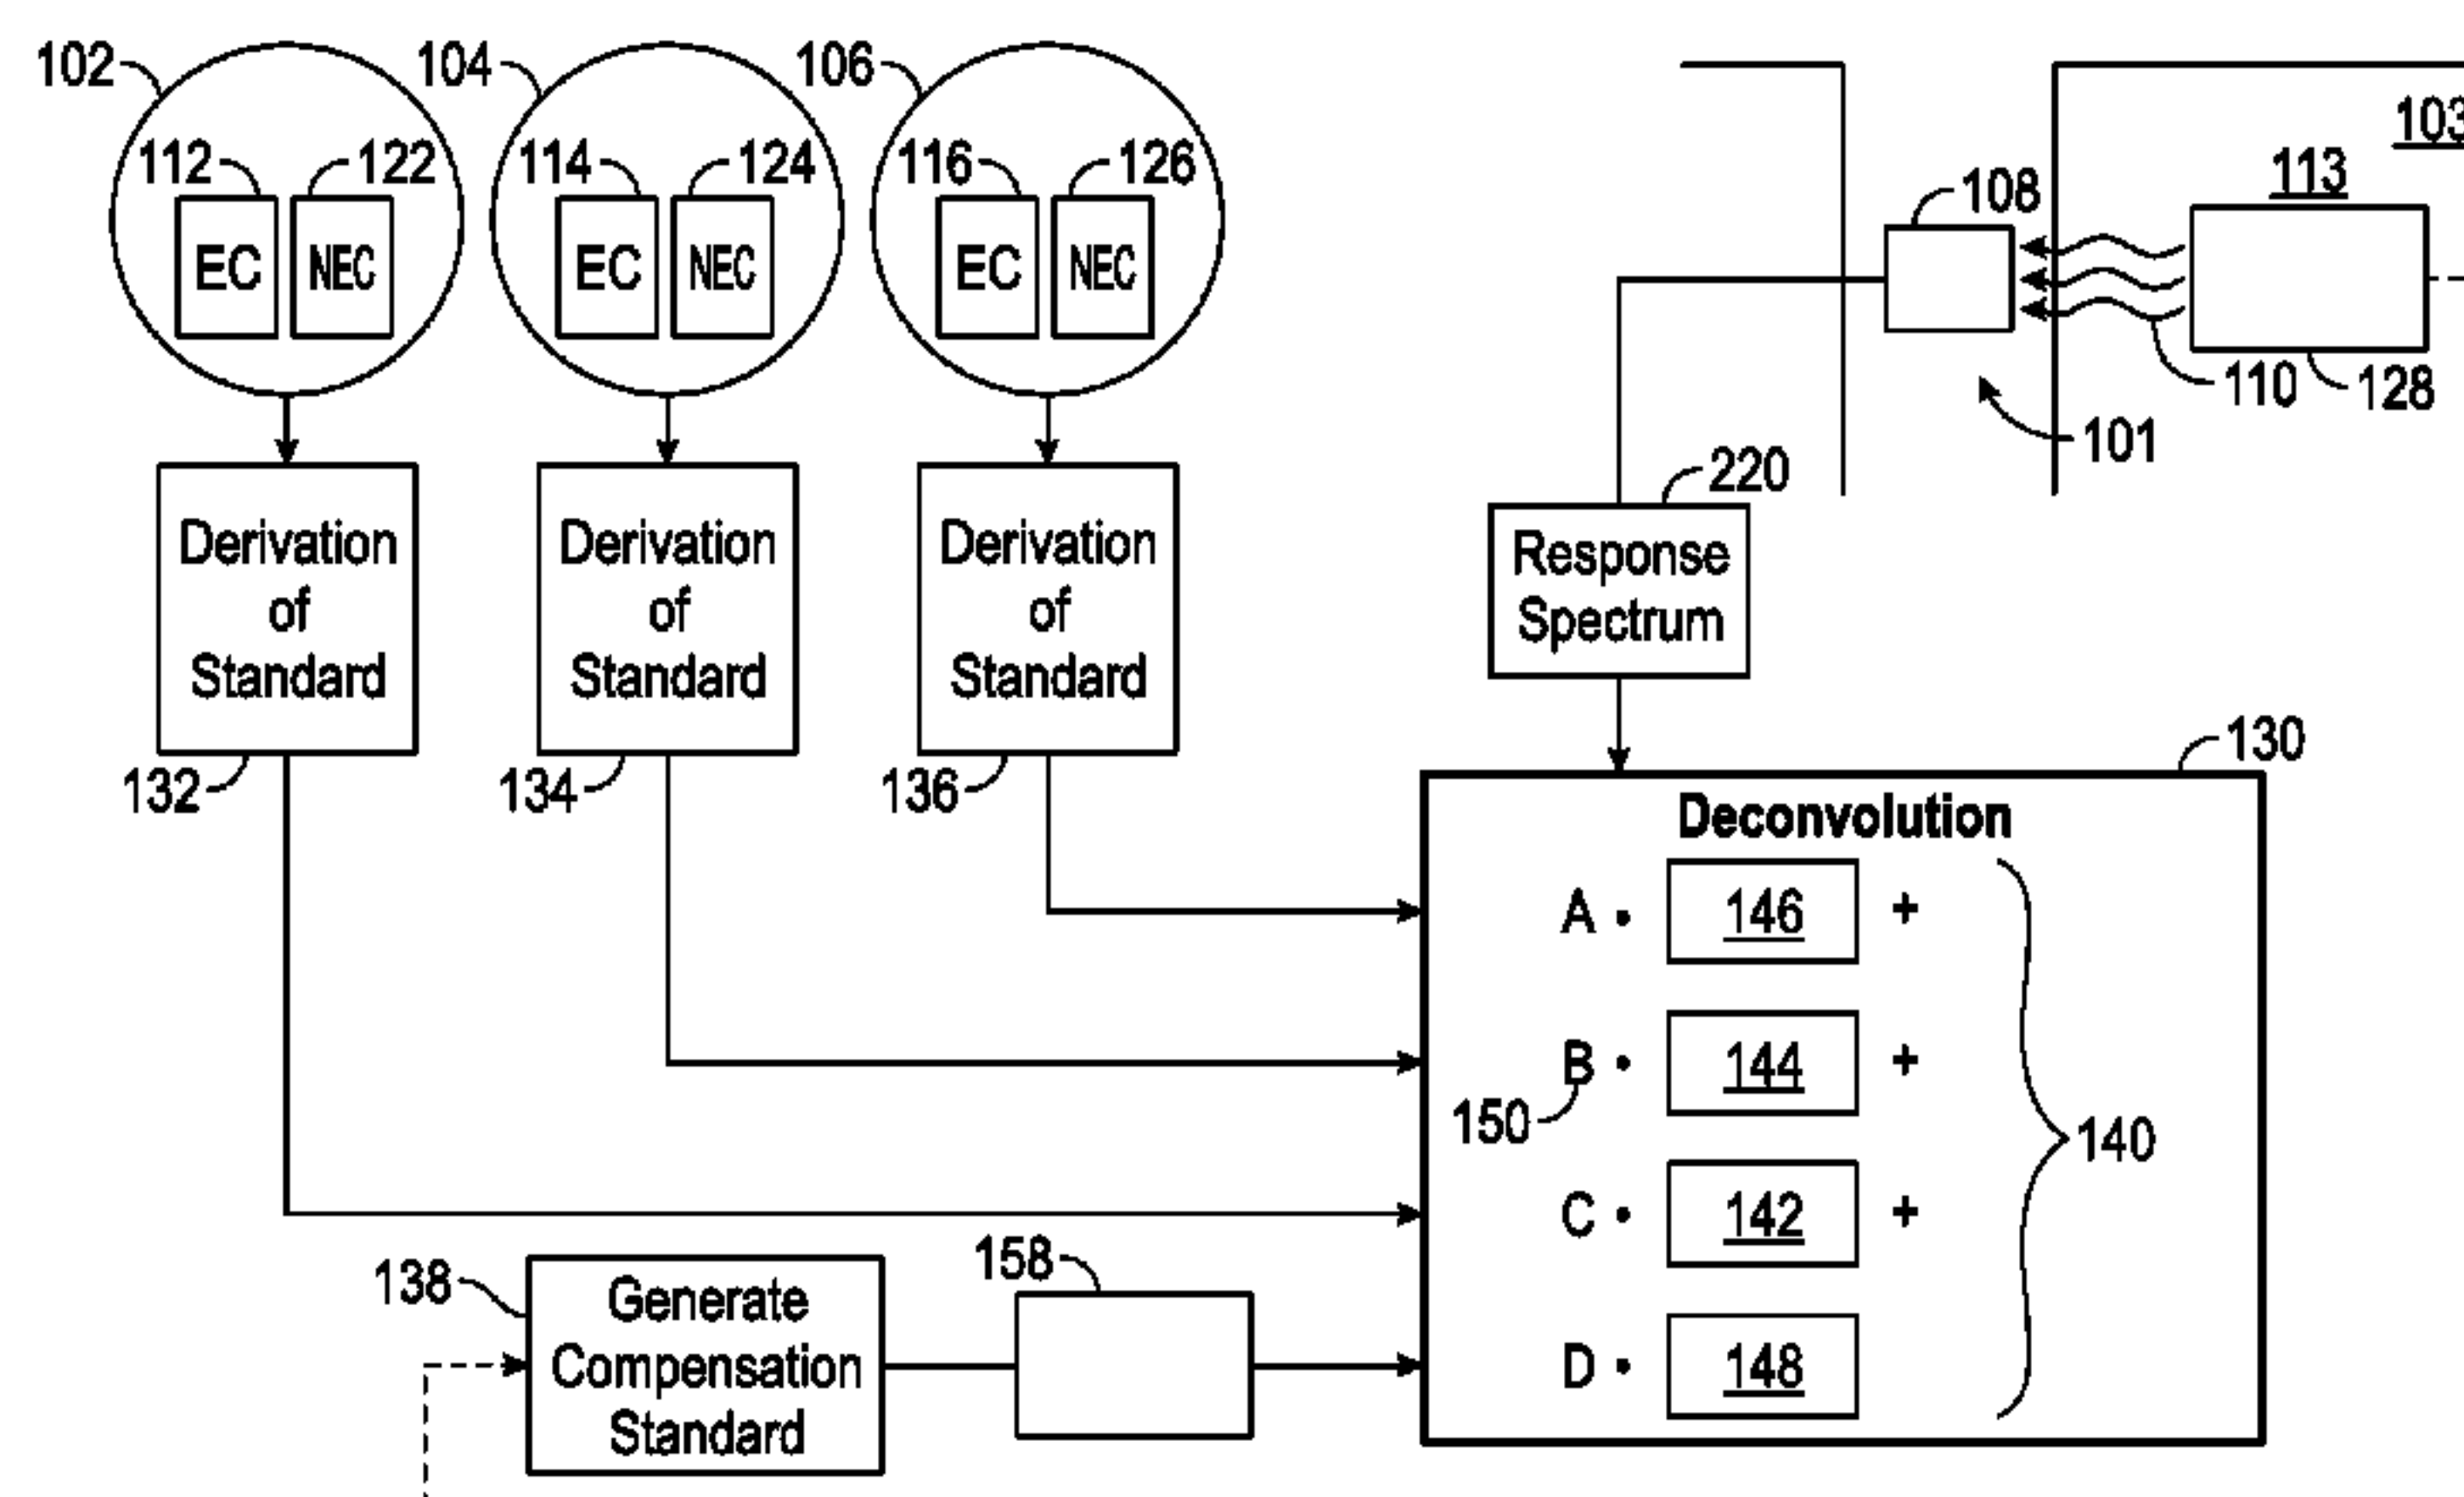 102
104
106
103
112
122
114
124
116
126
113
108
EC
NEC
EC
NEC
EC
NEC
110
128
101
220
Derivation
of
Standard
Derivation
of
Standard
Derivation
of
Standard
Response
Spectrum
132
134
136
130
Deconvolution
A • 146 +
B • 144 +
150
140
C • 142 +
D • 148
138
Generate
Compensation
Standard
158